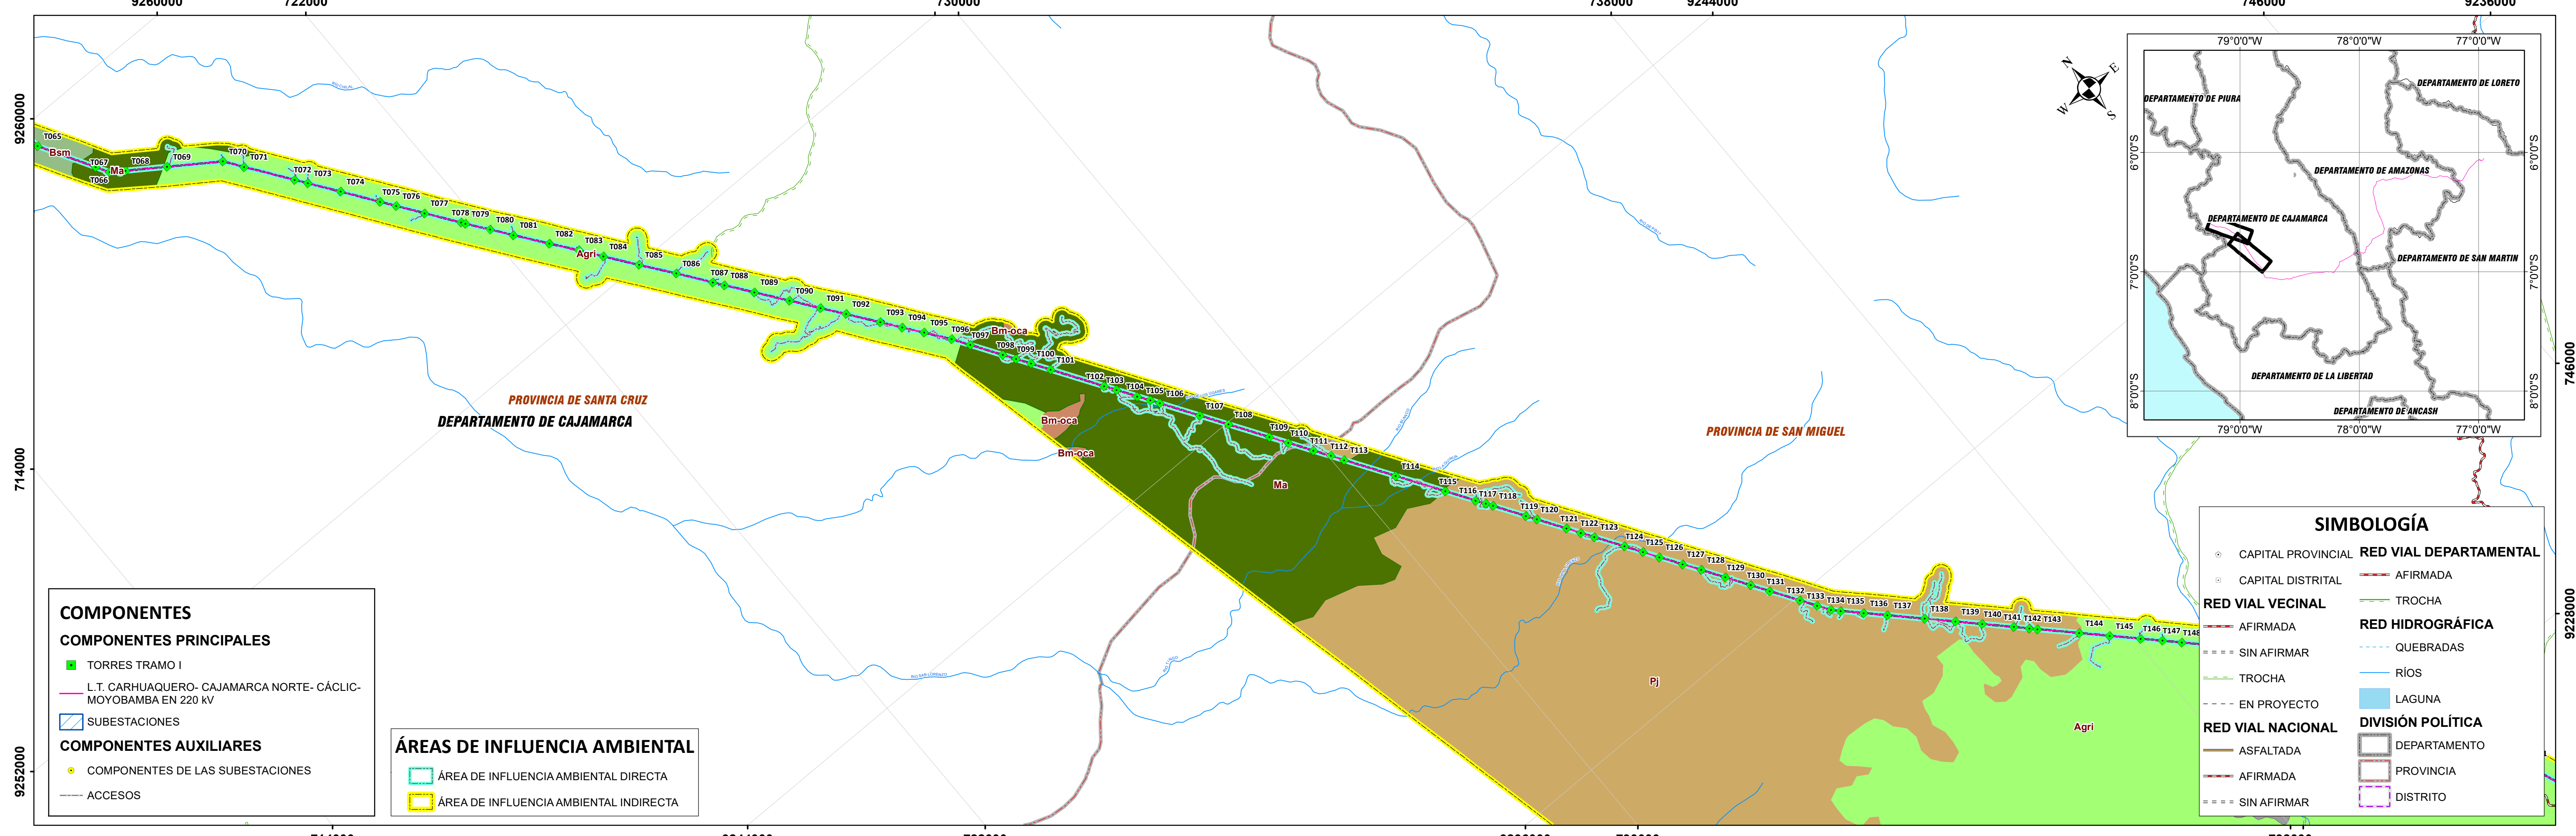 9260000
722000
730000
738000
9244000
746000
9236000
9260000
714000
9252000
746000
9228000
N
E
W
S
79°0'0"W
78°0'0"W
77°0'0"W
DEPARTAMENTO DE LORETO
DEPARTAMENTO DE PIURA
6°0'0"S
6°0'0"S
DEPARTAMENTO DE AMAZONAS
DEPARTAMENTO DE CAJAMARCA
DEPARTAMENTO DE SAN MARTIN
7°0'0"S
7°0'0"S
DEPARTAMENTO DE LA LIBERTAD
8°0'0"S
8°0'0"S
DEPARTAMENTO DE ANCASH
79°0'0"W
78°0'0"W
77°0'0"W
T065
Bsm
T067
T066
Ma
T068
T069
T070
T071
T072
T073
T074
T075
T076
T077
T078
T079
T080
T081
T082
T083
Agri
T084
T085
T086
T087
T088
T089
T090
T091
T092
T093
T094
T095
T096
T097
Bm-oca
T098
T099
T100
T101
T102
T103
T104
T105
T106
T107
T108
T109
T110
T111
T112
T113
T114
T115
T116
T117
T118
T119
T120
T121
T122
T123
T124
T125
T126
T127
T128
T129
T130
T131
T132
T133
T134
T135
T136
T137
T138
T139
T140
T141
T142
T143
T144
T145
T146
T147
T148
PROVINCIA DE SANTA CRUZ
DEPARTAMENTO DE CAJAMARCA
Bm-oca
Bm-oca
Ma
PROVINCIA DE SAN MIGUEL
RIO SAN LORENZO
Pj
Agri
COMPONENTES
COMPONENTES PRINCIPALES
TORRES TRAMO I
L.T. CARHUAQUERO- CAJAMARCA NORTE- CÁCLIC-
MOYOBAMBA EN 220 kV
SUBESTACIONES
COMPONENTES AUXILIARES
COMPONENTES DE LAS SUBESTACIONES
ACCESOS
ÁREAS DE INFLUENCIA AMBIENTAL
ÁREA DE INFLUENCIA AMBIENTAL DIRECTA
ÁREA DE INFLUENCIA AMBIENTAL INDIRECTA
SIMBOLOGÍA
CAPITAL PROVINCIAL
CAPITAL DISTRITAL
RED VIAL VECINAL
AFIRMADA
SIN AFIRMAR
TROCHA
EN PROYECTO
RED VIAL NACIONAL
ASFALTADA
AFIRMADA
SIN AFIRMAR
RED VIAL DEPARTAMENTAL
AFIRMADA
TROCHA
RED HIDROGRÁFICA
QUEBRADAS
RÍOS
LAGUNA
DIVISIÓN POLÍTICA
DEPARTAMENTO
PROVINCIA
DISTRITO